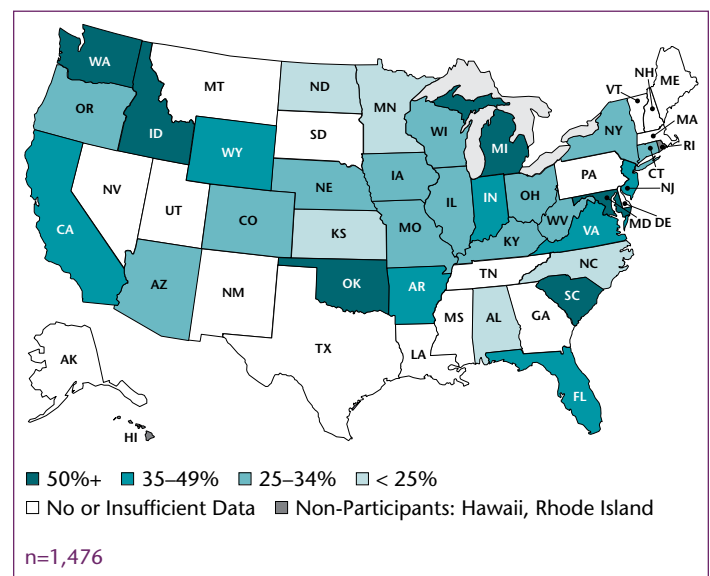 WA
MT
ND
MN
VT
NH
ME
OR
ID
SD
WI
MI
NY
MA
RI
WY
CT
NV
NE
IA
PA
NJ
UT
CO
IL
IN
OH
WV
MD
DE
CA
KS
MO
KY
VA
AZ
NM
OK
AR
TN
NC
SC
TX
LA
MS
AL
GA
AK
FL
HI
50%+ 35–49% 25–34% < 25%
No or Insufficient Data Non-Participants: Hawaii, Rhode Island
n=1,476